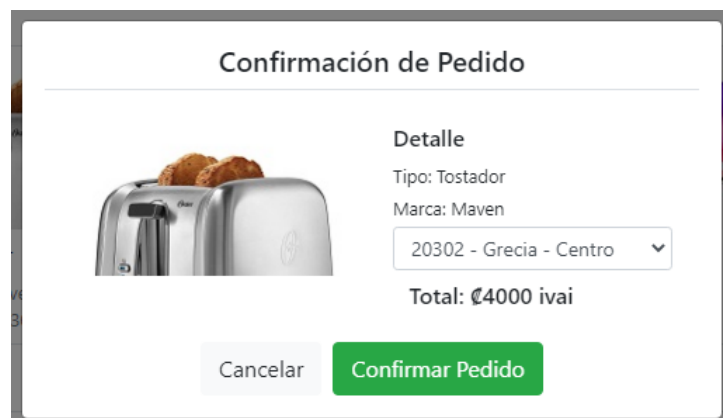 Confirmación de Pedido
Detalle
Tipo: Tostador
Marca: Maven
20302 - Grecia - Centro
Total: ₡4000 ivai
Cancelar
Confirmar Pedido